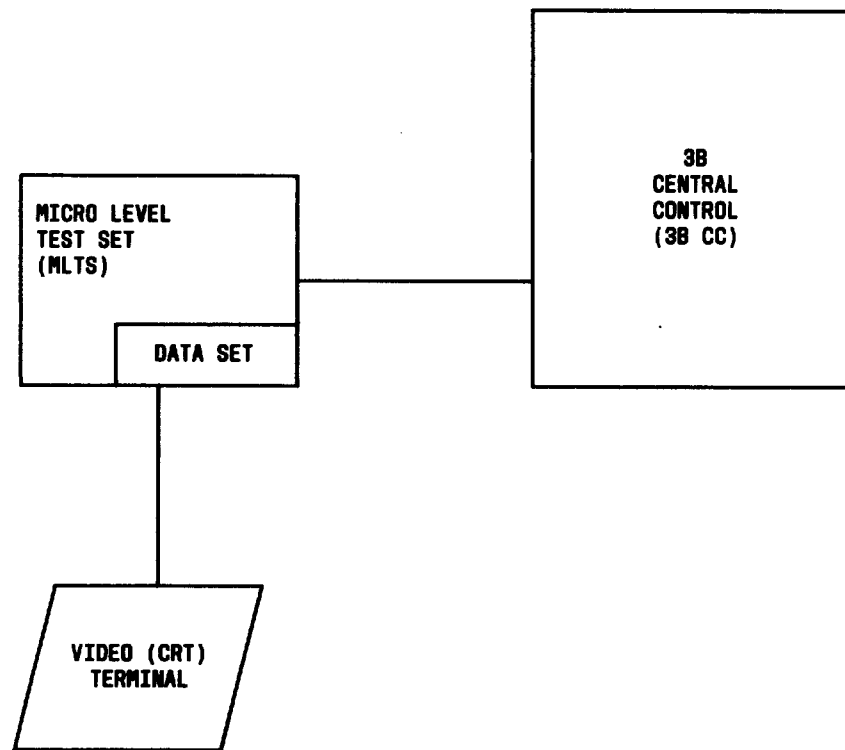 3B
CENTRAL
CONTROL
(3B CC)
MICRO LEVEL
TEST SET
(MLTS)
DATA SET
VIDEO (CRT)
TERMINAL